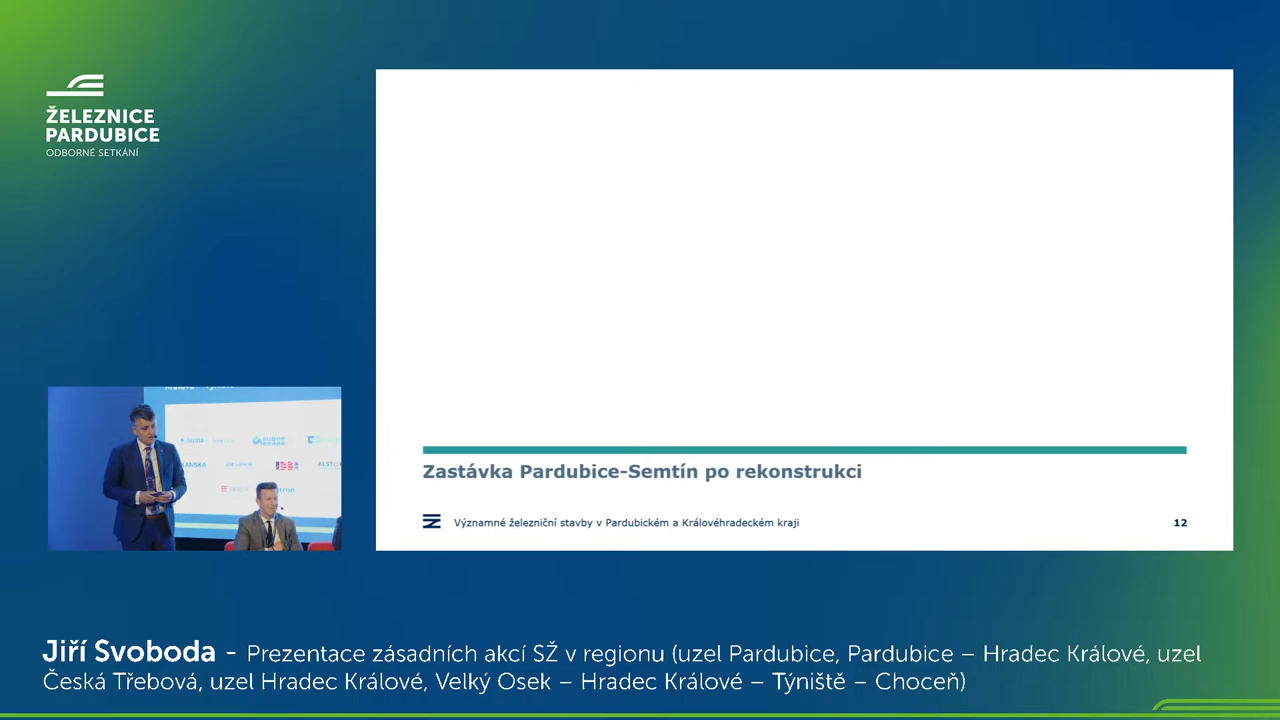 ŽELEZNICE
PARDUBICE
ODBORNÉ SETKÁNÍ
Zastávka Pardubice-Semtín po rekonstrukci
Významné železniční stavby v Pardubickém a Královéhradeckém kraji
12
Jiří Svoboda - Prezentace zásadních akcí SŽ v regionu (uzel Pardubice, Pardubice – Hradec Králové, uzel
Česká Třebová, uzel Hradec Králové, Velký Osek – Hradec Králové – Týniště – Choceň)